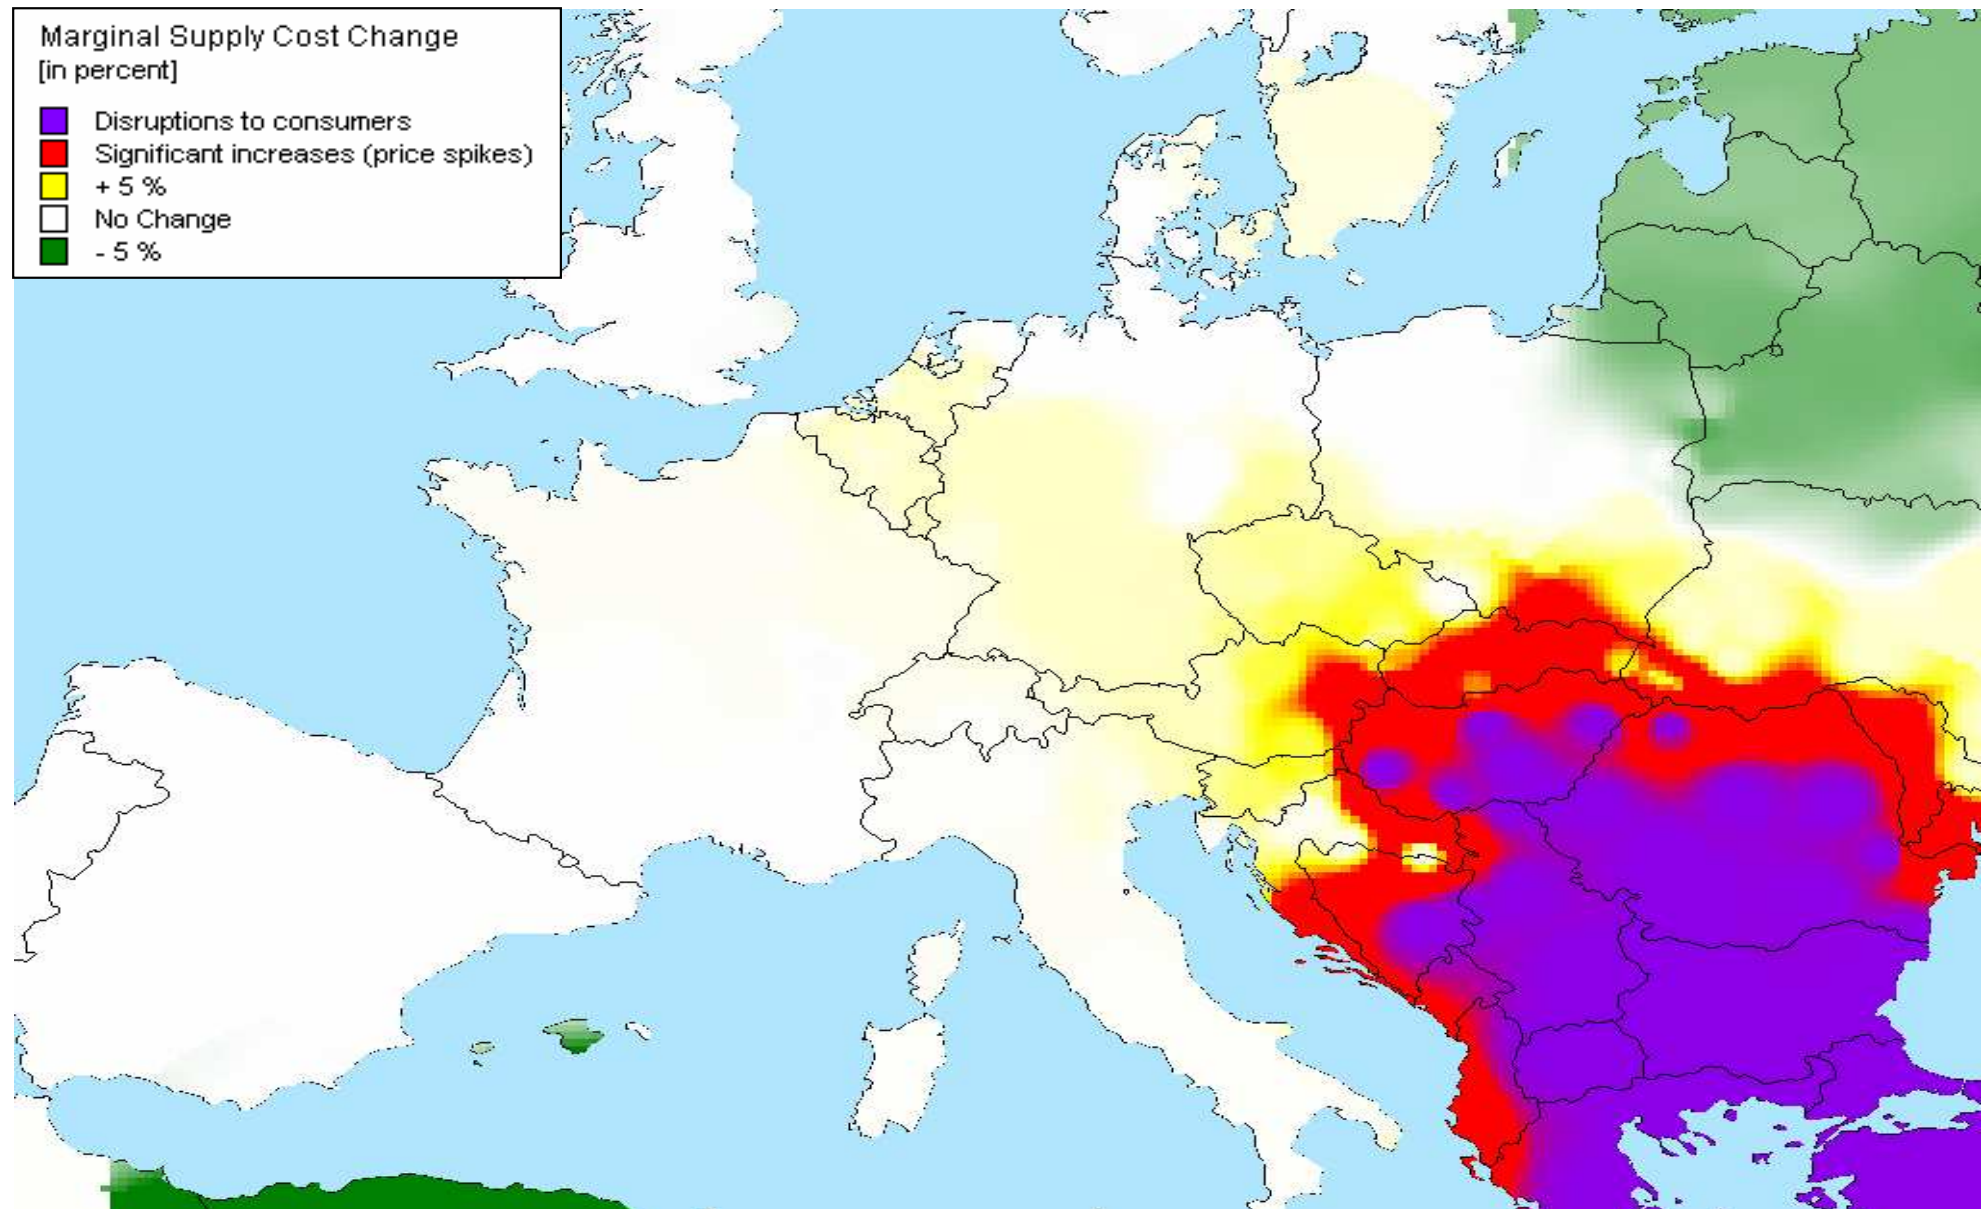 Marginal Supply Cost Change
[in percent]
Disruptions to consumers
Significant increases (price spikes)
+ 5 %
No Change
- 5 %